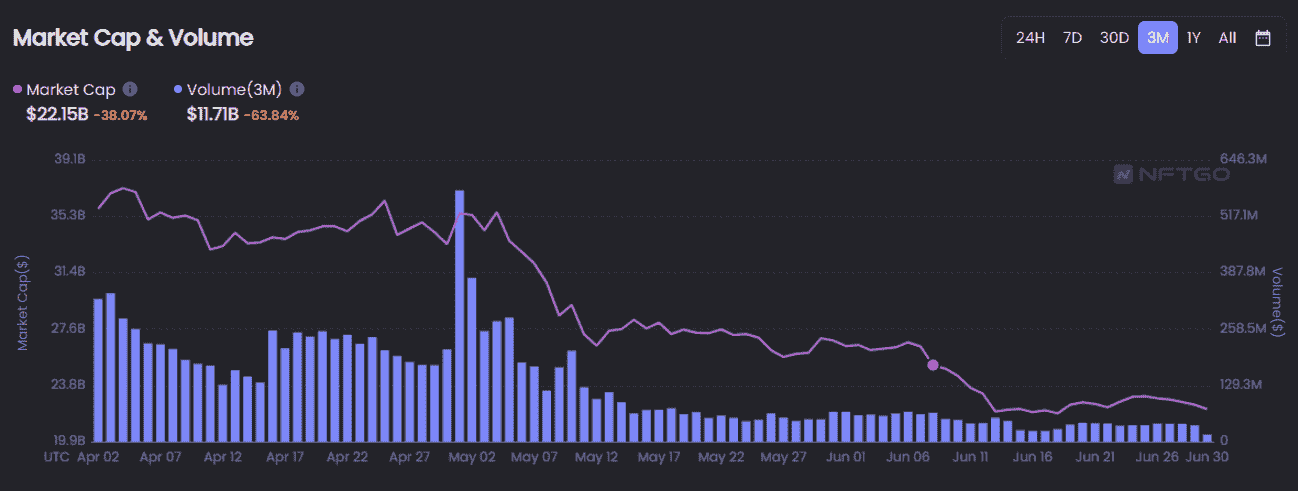 Market Cap & Volume
24H 7D 30D 3M 1Y All
Market Cap i Volume(3M) i
$22.15B -38.07% $11.71B -63.84%
39.1B 646.3M
NFTGO
35.3B 517.1M
31.4B 387.8M
Market Cap($) Volume($)
27.6B 258.5M
23.8B 129.3M
19.9B 0
UTC Apr 02 Apr 07 Apr 12 Apr 17 Apr 22 Apr 27 May 02 May 07 May 12 May 17 May 22 May 27 Jun 01 Jun 06 Jun 11 Jun 16 Jun 21 Jun 26 Jun 30